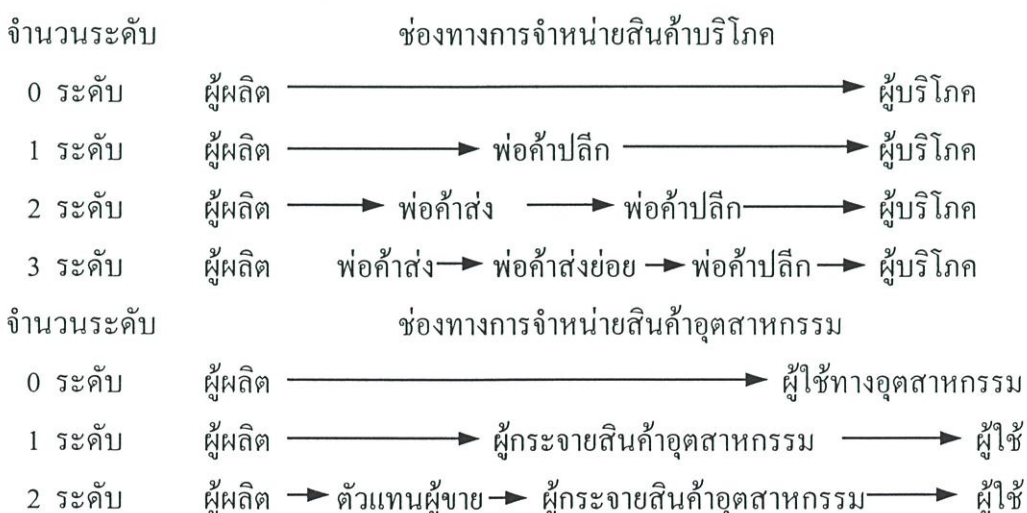 จำนวนระดับ ช่องทางการจำหน่ายสินค้าบริโภค
0 ระดับ ผู้ผลิต ผู้บริโภค
1 ระดับ ผู้ผลิต พ่อค้าปลีก ผู้บริโภค
2 ระดับ ผู้ผลิต พ่อค้าส่ง พ่อค้าปลีก ผู้บริโภค
3 ระดับ ผู้ผลิต พ่อค้าส่ง พ่อค้าส่งย่อย พ่อค้าปลีก ผู้บริโภค
จำนวนระดับ ช่องทางการจำหน่ายสินค้าอุตสาหกรรม
0 ระดับ ผู้ผลิต ผู้ใช้ทางอุตสาหกรรม
1 ระดับ ผู้ผลิต ผู้กระจายสินค้าอุตสาหกรรม ผู้ใช้
2 ระดับ ผู้ผลิต ตัวแทนผู้ขาย ผู้กระจายสินค้าอุตสาหกรรม ผู้ใช้